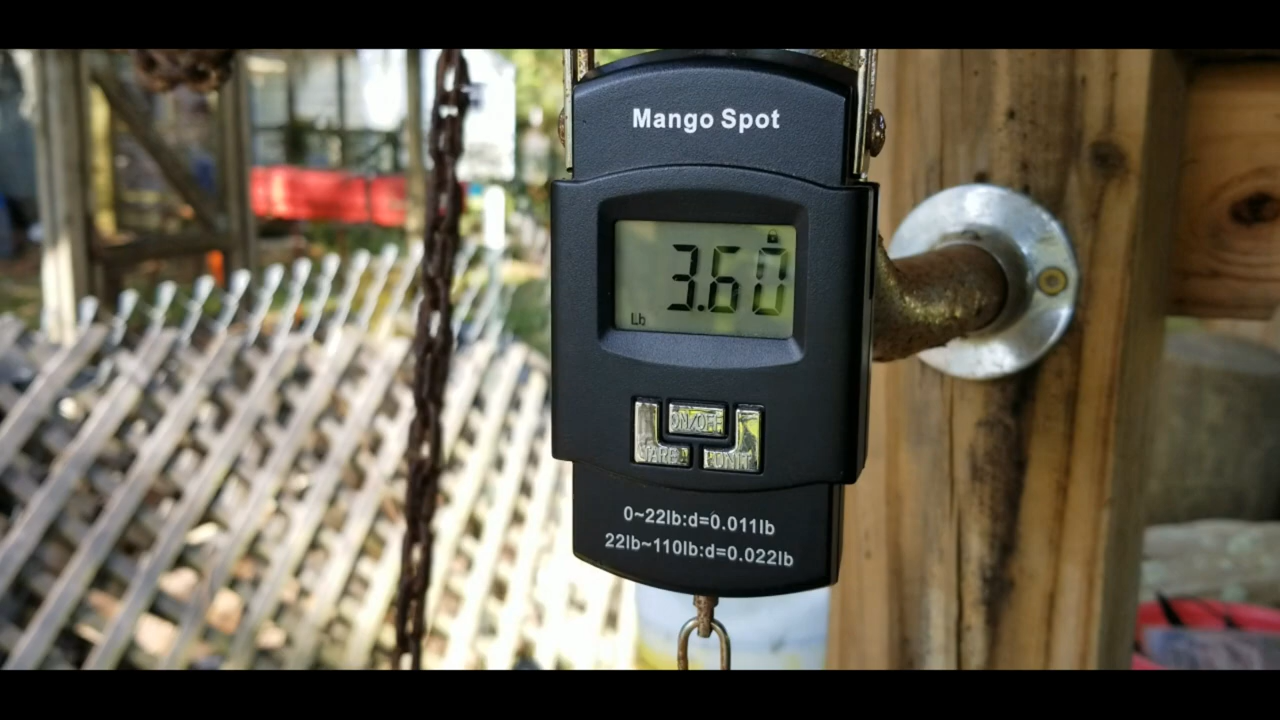 Mango Spot
3.60
Lb
ON/OFF
TARE UNIT
0~22lb:d=0.011lb
22lb~110lb:d=0.022lb